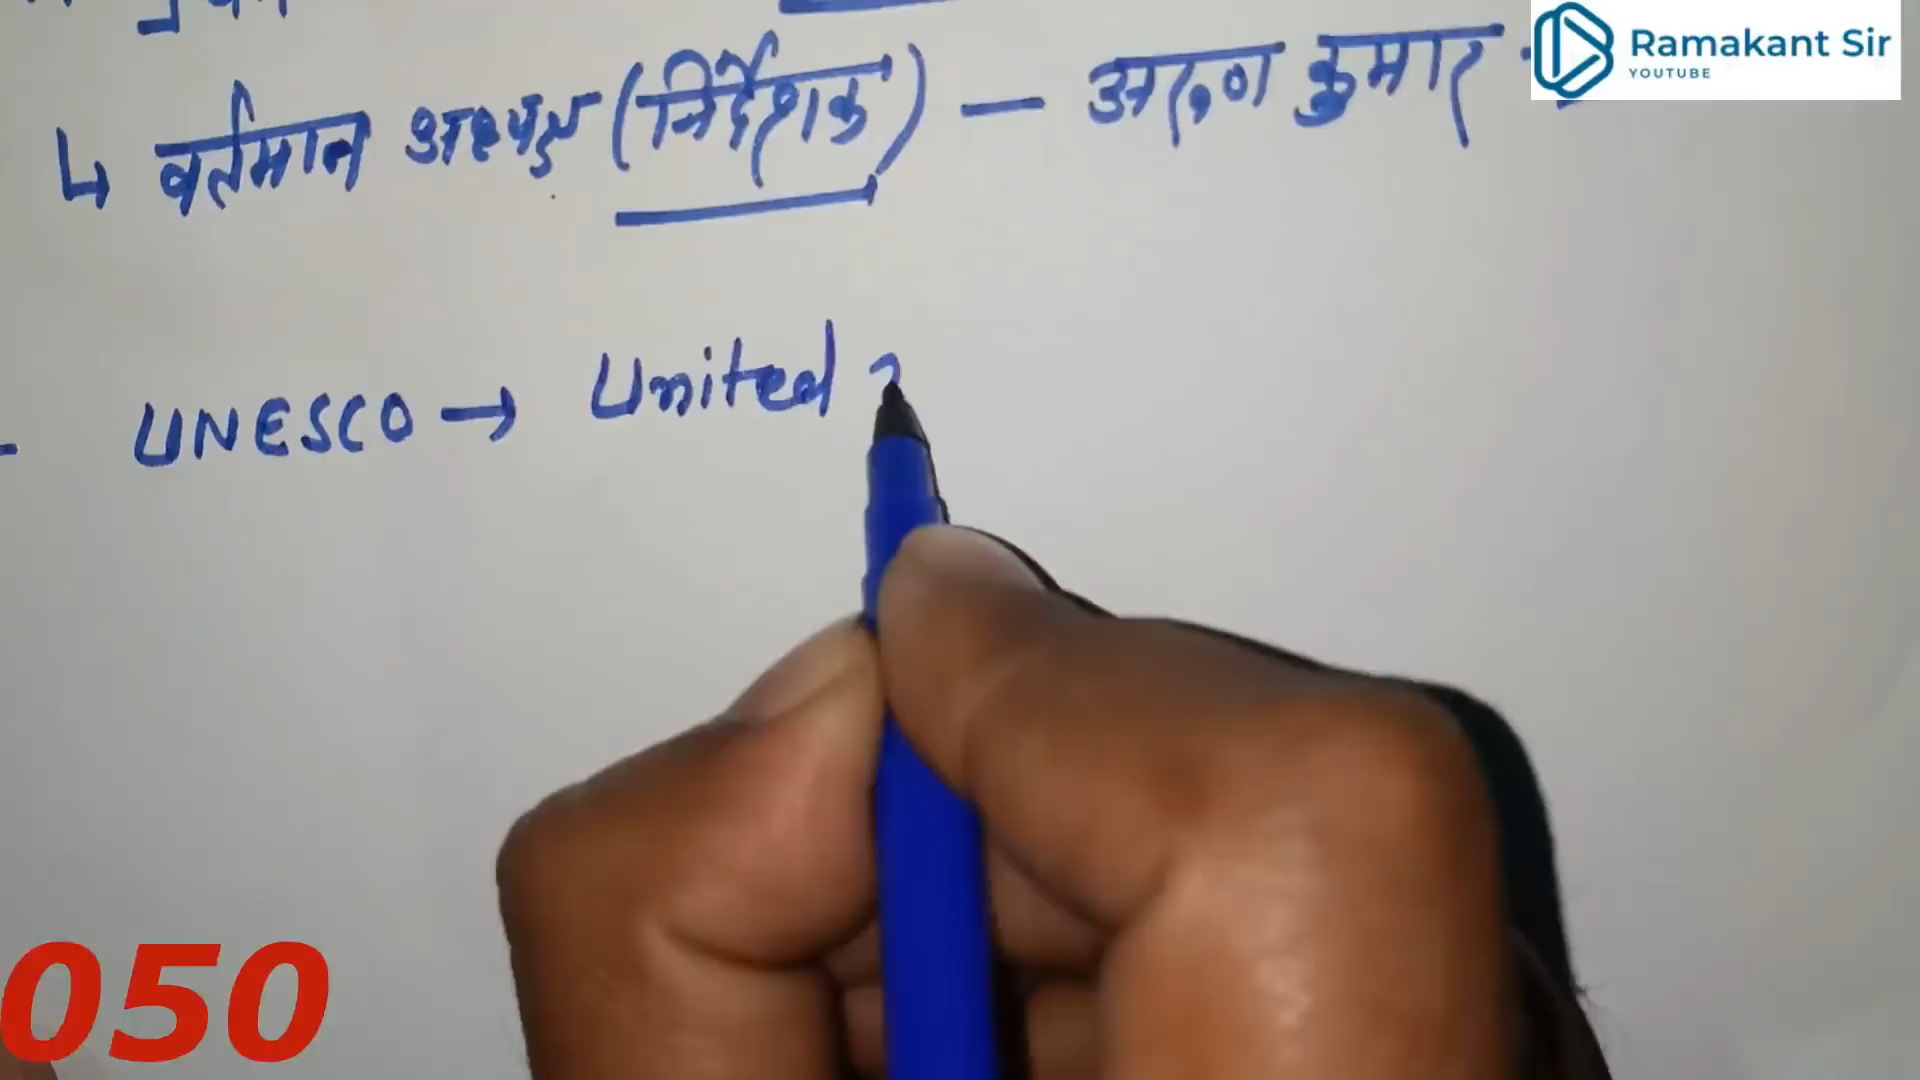 Ramakant Sir
YOUTUBE
↳ वर्तमान अध्यक्ष (निर्देशक) — अरुण कुमार
UNESCO → United
050